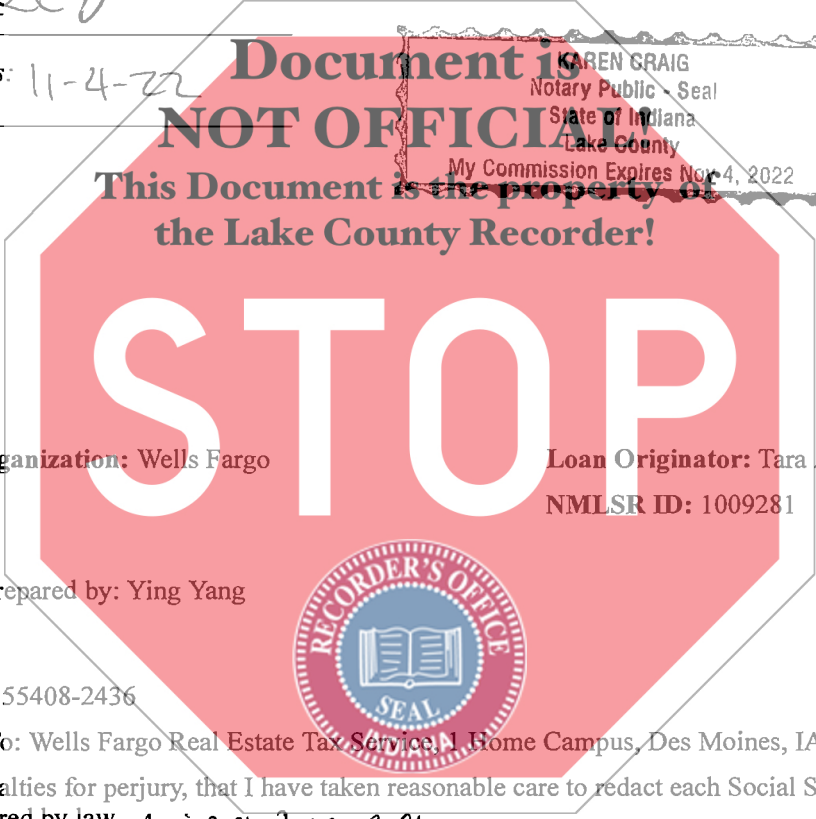 11-4-22
Document is
NOT OFFICIAL!
This Document is the property of
the Lake County Recorder!
KAREN CRAIG
Notary Public - Seal
State of Indiana
Lake County
My Commission Expires Nov 4, 2022
STOP
ganization: Wells Fargo
Loan Originator: Tara
NMLSR ID: 1009281
repared by: Ying Yang
RECORDER'S OFFICE
SEAL
INDIANA
55408-2436
o: Wells Fargo Real Estate Tax Service, 1 Home Campus, Des Moines, IA
alties for perjury, that I have taken reasonable care to redact each Social S
red by law